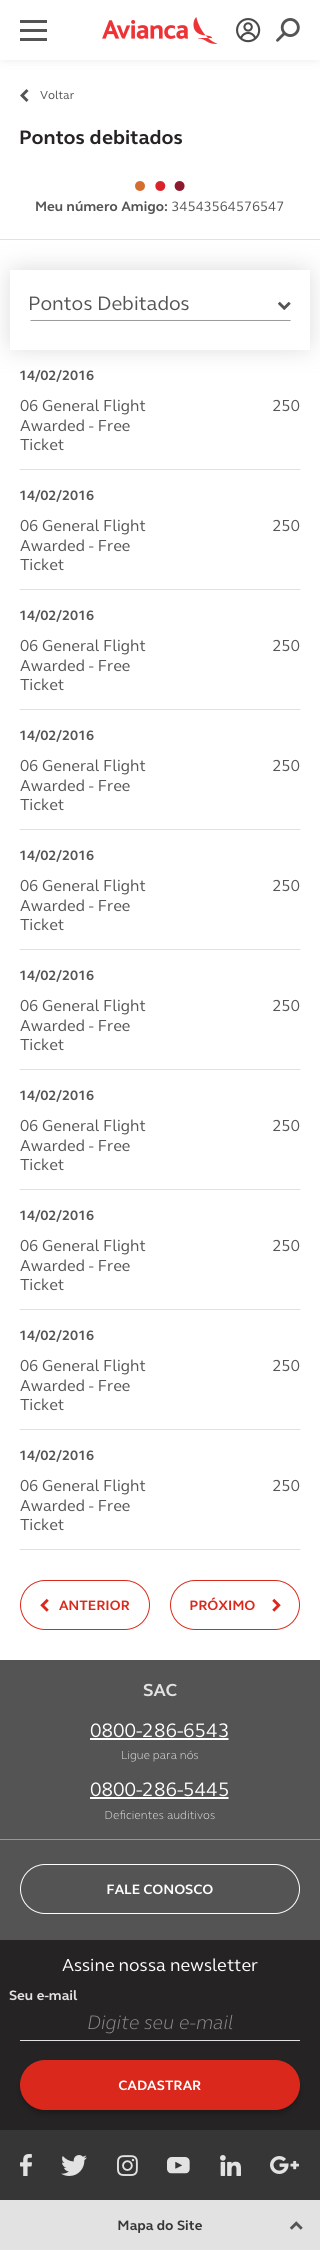 Avianca
Voltar
Pontos debitados
Meu número Amigo: 34543564576547
Pontos Debitados
14/02/2016
06 General Flight 250
Awarded - Free
Ticket
14/02/2016
06 General Flight 250
Awarded - Free
Ticket
14/02/2016
06 General Flight 250
Awarded - Free
Ticket
14/02/2016
06 General Flight 250
Awarded - Free
Ticket
14/02/2016
06 General Flight 250
Awarded - Free
Ticket
14/02/2016
06 General Flight 250
Awarded - Free
Ticket
14/02/2016
06 General Flight 250
Awarded - Free
Ticket
14/02/2016
06 General Flight 250
Awarded - Free
Ticket
14/02/2016
06 General Flight 250
Awarded - Free
Ticket
14/02/2016
06 General Flight 250
Awarded - Free
Ticket
ANTERIOR PRÓXIMO
SAC
0800-286-6543
Ligue para nós
0800-286-5445
Deficientes auditivos
FALE CONOSCO
Assine nossa newsletter
Seu e-mail
Digite seu e-mail
CADASTRAR
Mapa do Site